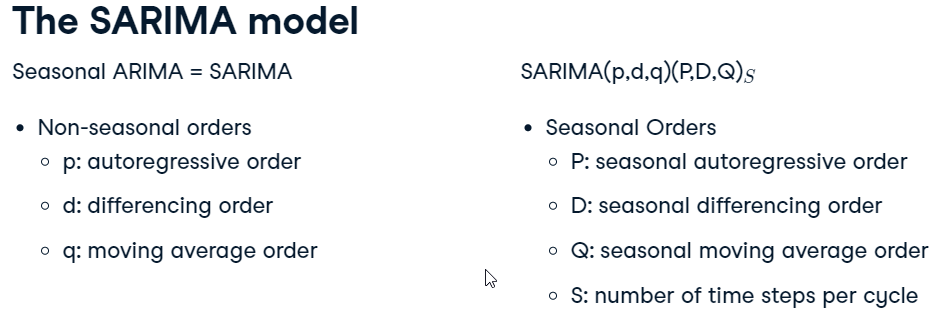 The SARIMA model
Seasonal ARIMA = SARIMA
• Non-seasonal orders
○ p: autoregressive order
○ d: differencing order
○ q: moving average order
SARIMA(p,d,q)(P,D,Q)S
• Seasonal Orders
○ P: seasonal autoregressive order
○ D: seasonal differencing order
○ Q: seasonal moving average order
○ S: number of time steps per cycle